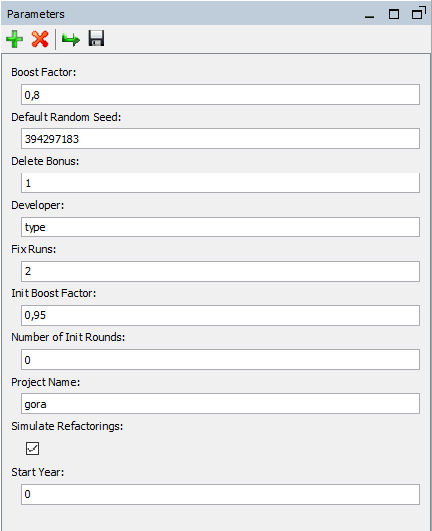 Parameters
Boost Factor:
0,8
Default Random Seed:
394297183
Delete Bonus:
1
Developer:
type
Fix Runs:
2
Init Boost Factor:
0,95
Number of Init Rounds:
0
Project Name:
gora
Simulate Refactorings:
Start Year:
0